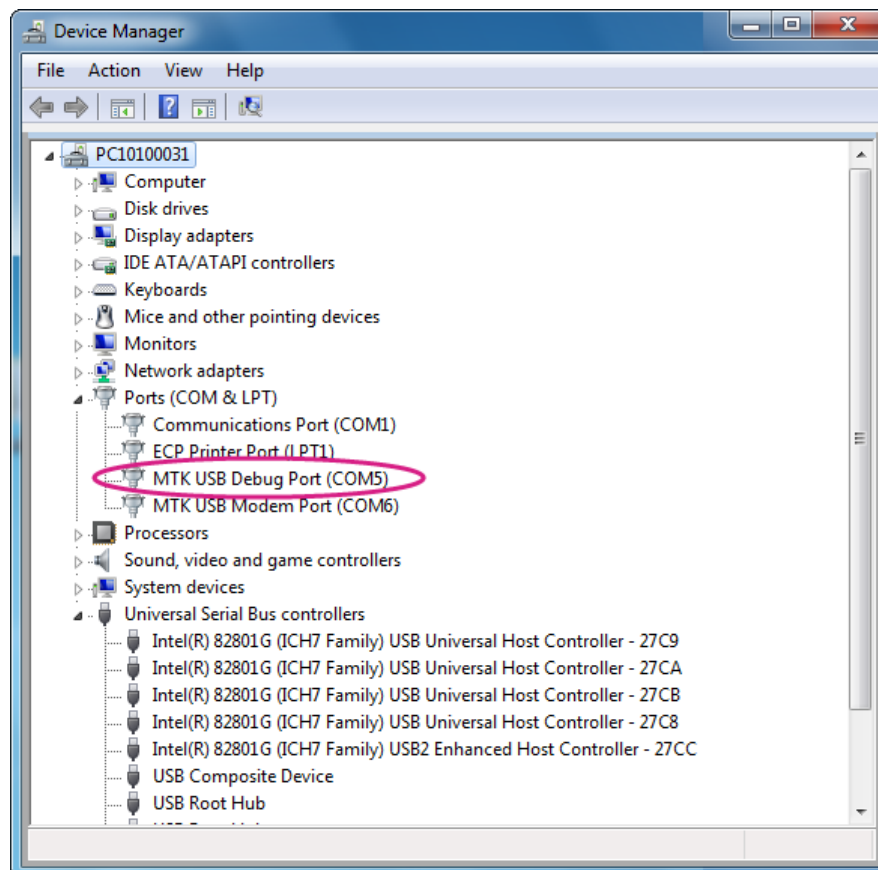 Device Manager
File Action View Help
PC10100031
Computer
Disk drives
Display adapters
IDE ATA/ATAPI controllers
Keyboards
Mice and other pointing devices
Monitors
Network adapters
Ports (COM & LPT)
Communications Port (COM1)
ECP Printer Port (LPT1)
MTK USB Debug Port (COM5)
MTK USB Modem Port (COM6)
Processors
Sound, video and game controllers
System devices
Universal Serial Bus controllers
Intel(R) 82801G (ICH7 Family) USB Universal Host Controller - 27C9
Intel(R) 82801G (ICH7 Family) USB Universal Host Controller - 27CA
Intel(R) 82801G (ICH7 Family) USB Universal Host Controller - 27CB
Intel(R) 82801G (ICH7 Family) USB Universal Host Controller - 27C8
Intel(R) 82801G (ICH7 Family) USB2 Enhanced Host Controller - 27CC
USB Composite Device
USB Root Hub